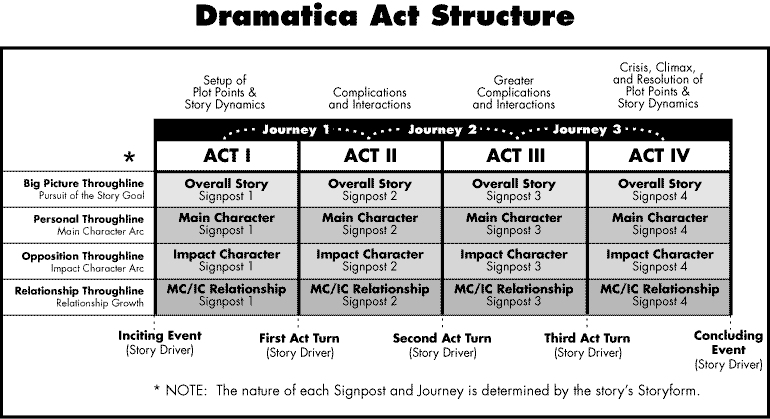 Dramatica Act Structure
Setup of
Plot Points &
Story Dynamics
Complications
and Interactions
Greater
Complications
and Interactions
Crisis, Climax,
and Resolution of
Plot Points &
Story Dynamics
Journey 1
Journey 2
Journey 3
*
ACT I
ACT II
ACT III
ACT IV
Big Picture Throughline
Pursuit of the Story Goal
Overall Story
Signpost 1
Overall Story
Signpost 2
Overall Story
Signpost 3
Overall Story
Signpost 4
Personal Throughline
Main Character Arc
Main Character
Signpost 1
Main Character
Signpost 2
Main Character
Signpost 3
Main Character
Signpost 4
Opposition Throughline
Impact Character Arc
Impact Character
Signpost 1
Impact Character
Signpost 2
Impact Character
Signpost 3
Impact Character
Signpost 4
Relationship Throughline
Relationship Growth
MC/IC Relationship
Signpost 1
MC/IC Relationship
Signpost 2
MC/IC Relationship
Signpost 3
MC/IC Relationship
Signpost 4
Inciting Event
(Story Driver)
First Act Turn
(Story Driver)
Second Act Turn
(Story Driver)
Third Act Turn
(Story Driver)
Concluding
Event
(Story Driver)
* NOTE: The nature of each Signpost and Journey is determined by the story's Storyform.